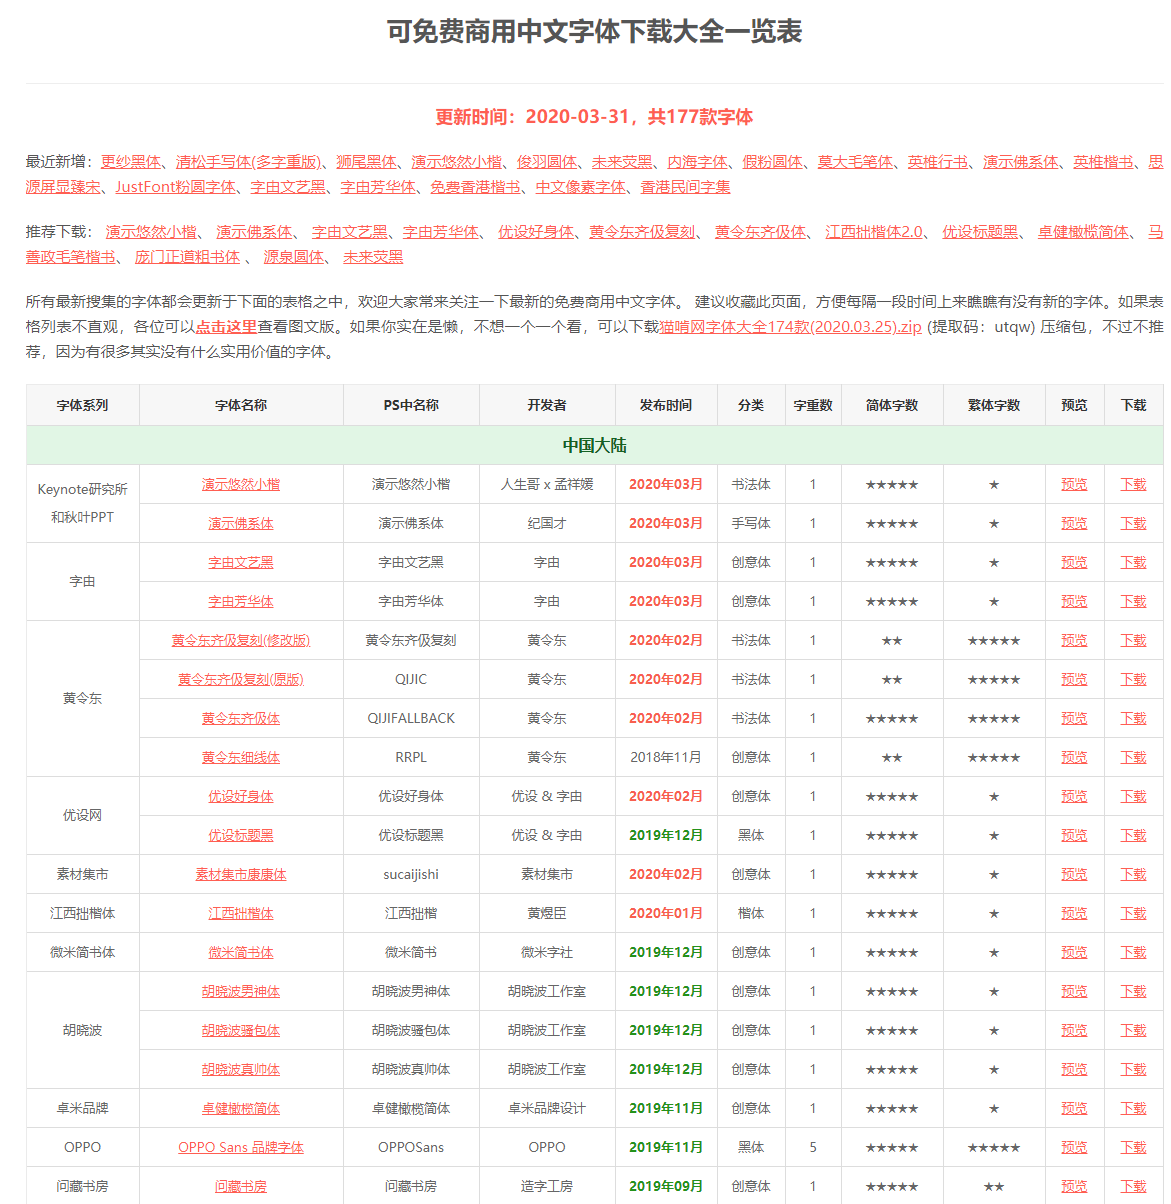 可免费商用中文字体下载大全一览表
更新时间：2020-03-31，共177款字体
最近新增：更纱黑体、清松手写体(多字重版)、狮尾黑体、演示悠然小楷、俊羽圆体、未来荧黑、内海字体、假粉圆体、莫大毛笔体、英椎行书、演示佛系体、英椎楷书、思
源屏显臻宋、JustFont粉圆字体、字由文艺黑、字由芳华体、免费香港楷书、中文像素字体、香港民间字集
推荐下载： 演示悠然小楷、 演示佛系体、 字由文艺黑、字由芳华体、 优设好身体、黄令东齐伋复刻、 黄令东齐伋体、 江西拙楷体2.0、 优设标题黑、 卓健橄榄简体、马
善政毛笔楷书、 庞门正道粗书体 、 源泉圆体、 未来荧黑
所有最新搜集的字体都会更新于下面的表格之中，欢迎大家常来关注一下最新的免费商用中文字体。 建议收藏此页面，方便每隔一段时间上来瞧瞧有没有新的字体。如果表
格列表不直观，各位可以点击这里查看图文版。如果你实在是懒，不想一个一个看，可以下载猫啃网字体大全174款(2020.03.25).zip (提取码：utqw) 压缩包，不过不推
荐，因为有很多其实没有什么实用价值的字体。
字体系列 字体名称 PS中名称 开发者 发布时间 分类 字重数 简体字数 繁体字数 预览 下载
中国大陆
Keynote研究所
和秋叶PPT
演示悠然小楷 演示悠然小楷 人生哥 x 孟祥媛 2020年03月 书法体 1 ★★★★★ ★ 预览 下载
演示佛系体 演示佛系体 纪国才 2020年03月 手写体 1 ★★★★★ ★ 预览 下载
字由
字由文艺黑 字由文艺黑 字由 2020年03月 创意体 1 ★★★★★ ★ 预览 下载
字由芳华体 字由芳华体 字由 2020年03月 创意体 1 ★★★★★ ★ 预览 下载
黄令东
黄令东齐伋复刻(修改版) 黄令东齐伋复刻 黄令东 2020年02月 书法体 1 ★★ ★★★★★ 预览 下载
黄令东齐伋复刻(原版) QIJIC 黄令东 2020年02月 书法体 1 ★★ ★★★★★ 预览 下载
黄令东齐伋体 QIJIFALLBACK 黄令东 2020年02月 书法体 1 ★★★★★ ★★★★★ 预览 下载
黄令东细线体 RRPL 黄令东 2018年11月 创意体 1 ★★ ★★★★★ 预览 下载
优设网
优设好身体 优设好身体 优设 & 字由 2020年02月 创意体 1 ★★★★★ ★ 预览 下载
优设标题黑 优设标题黑 优设 & 字由 2019年12月 黑体 1 ★★★★★ ★ 预览 下载
素材集市 素材集市康康体 sucaijishi 素材集市 2020年02月 创意体 1 ★★★★★ ★ 预览 下载
江西拙楷体 江西拙楷体 江西拙楷 黄煜臣 2020年01月 楷体 1 ★★★★★ ★ 预览 下载
微米简书体 微米简书体 微米简书 微米字社 2019年12月 创意体 1 ★★★★★ ★ 预览 下载
胡晓波
胡晓波男神体 胡晓波男神体 胡晓波工作室 2019年12月 创意体 1 ★★★★★ ★ 预览 下载
胡晓波骚包体 胡晓波骚包体 胡晓波工作室 2019年12月 创意体 1 ★★★★★ ★ 预览 下载
胡晓波真帅体 胡晓波真帅体 胡晓波工作室 2019年12月 创意体 1 ★★★★★ ★ 预览 下载
卓米品牌 卓健橄榄简体 卓健橄榄简体 卓米品牌设计 2019年11月 创意体 1 ★★★★★ ★ 预览 下载
OPPO OPPO Sans 品牌字体 OPPOSans OPPO 2019年11月 黑体 5 ★★★★★ ★★★★★ 预览 下载
问藏书房 问藏书房 问藏书房 造字工房 2019年09月 创意体 1 ★★★★★ ★★ 预览 下载